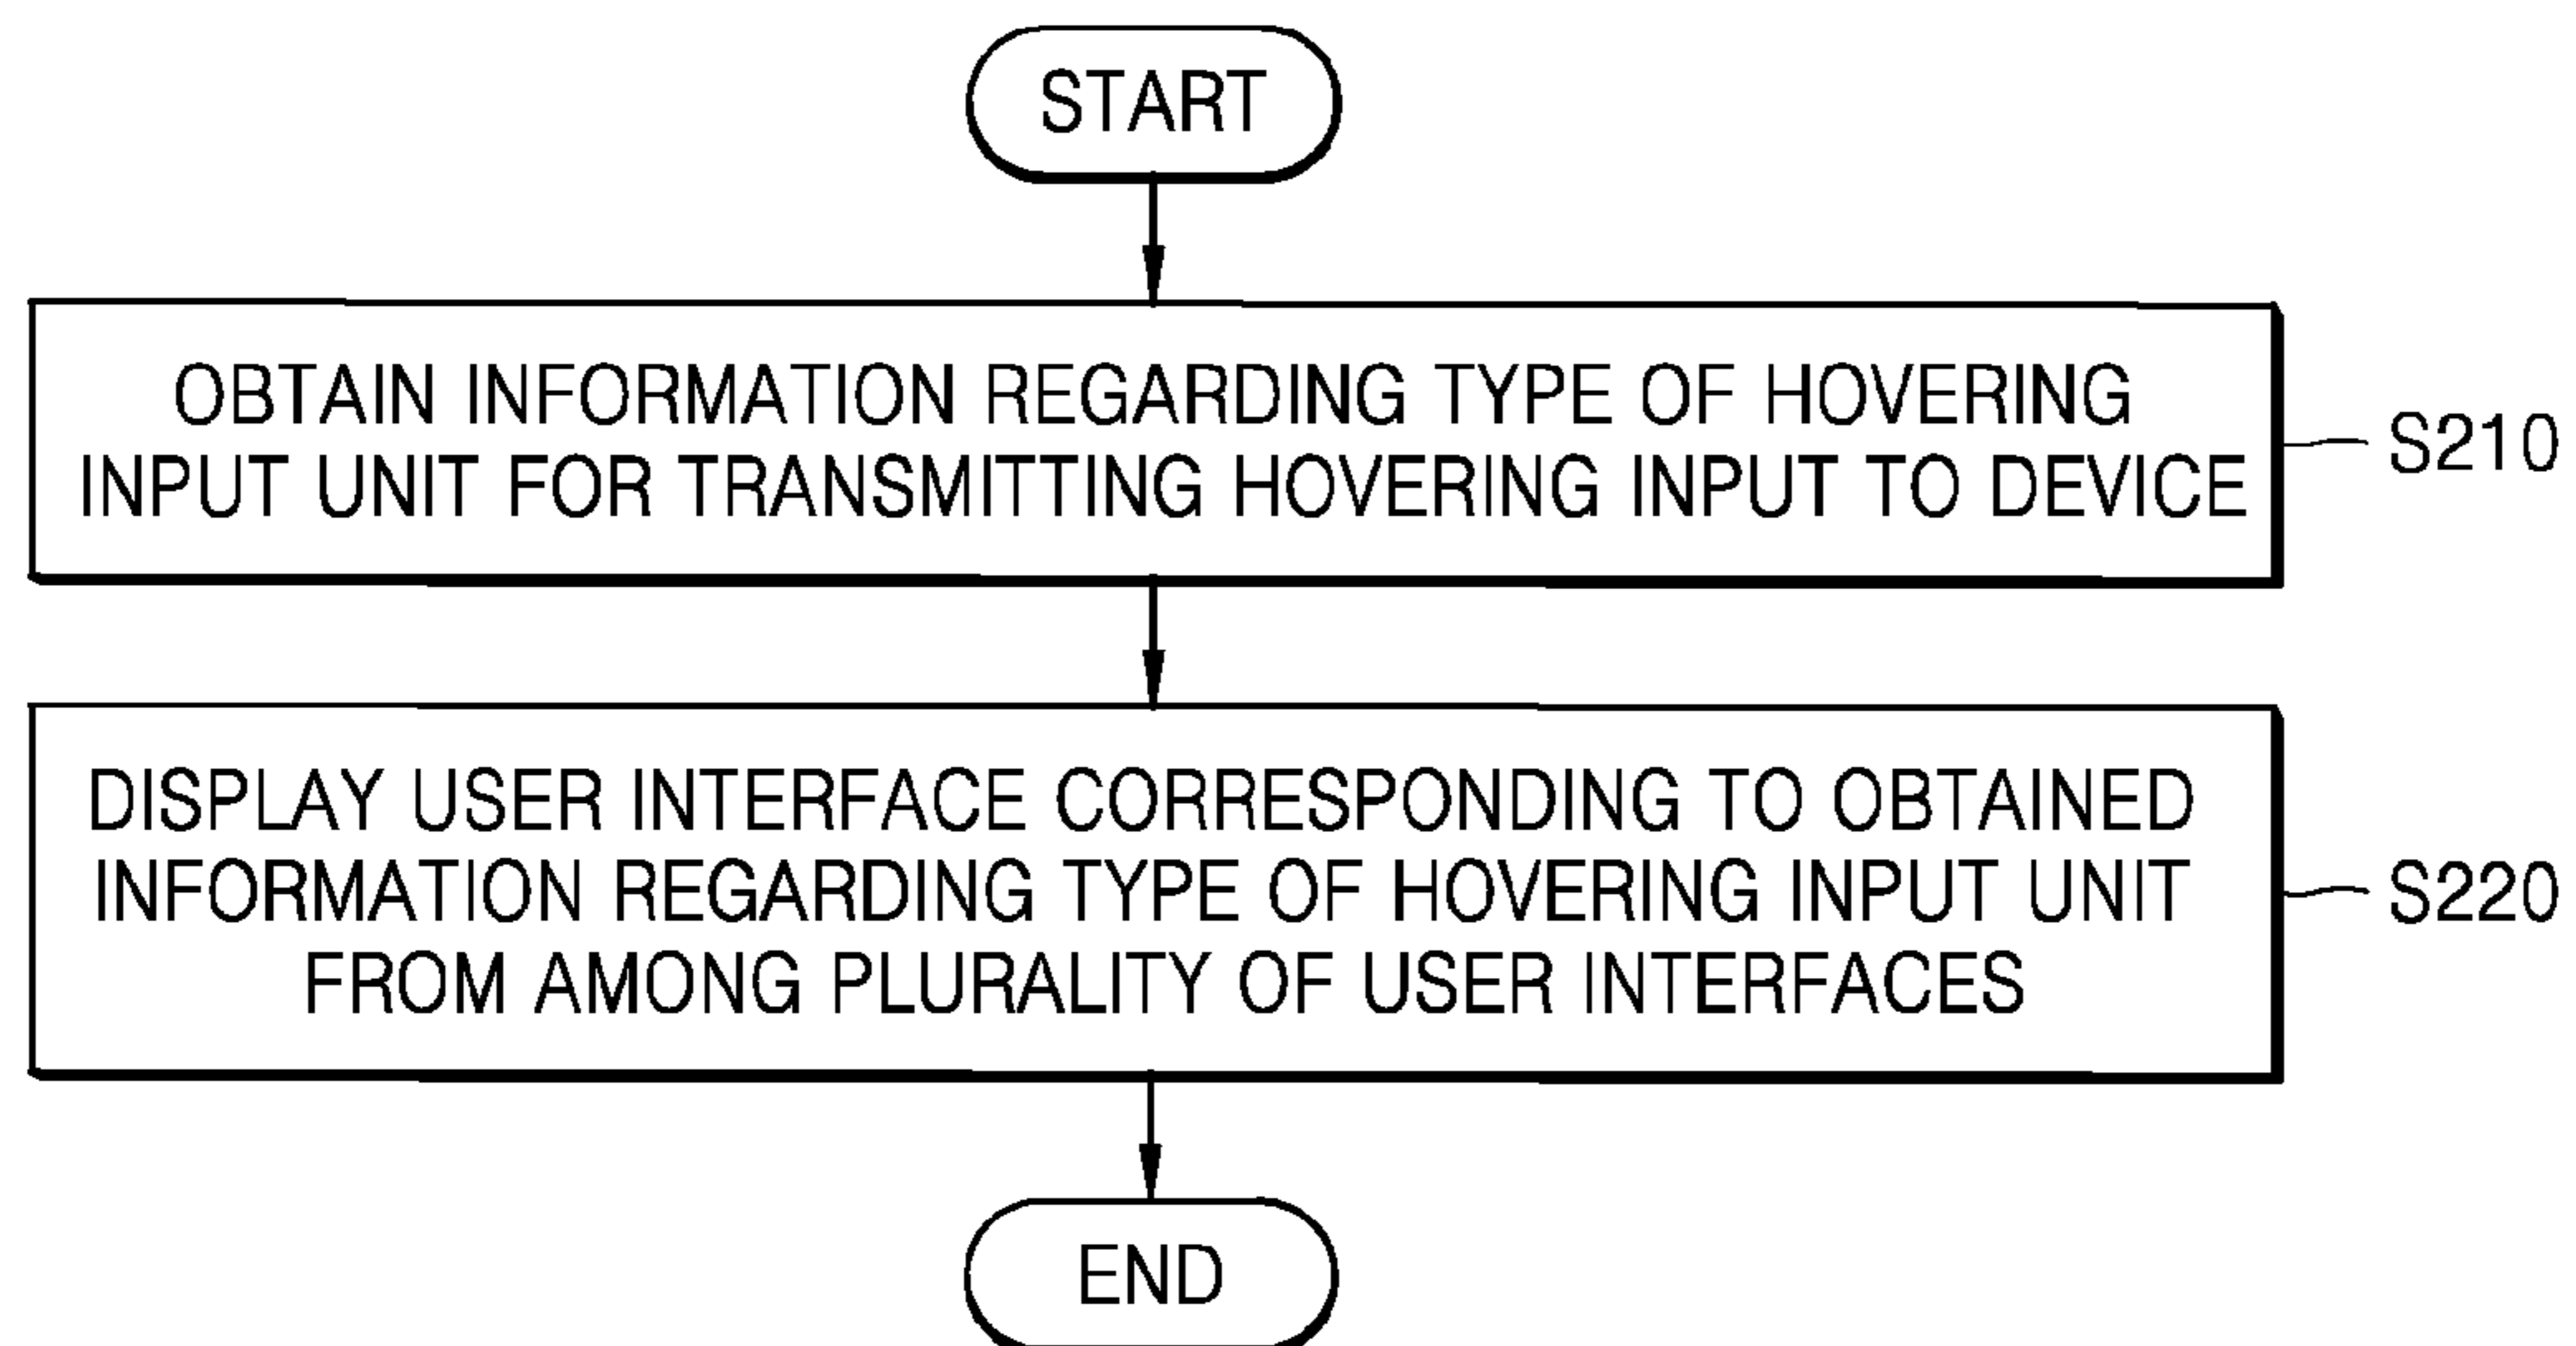 START
OBTAIN INFORMATION REGARDING TYPE OF HOVERING
INPUT UNIT FOR TRANSMITTING HOVERING INPUT TO DEVICE
S210
DISPLAY USER INTERFACE CORRESPONDING TO OBTAINED
INFORMATION REGARDING TYPE OF HOVERING INPUT UNIT
FROM AMONG PLURALITY OF USER INTERFACES
S220
END